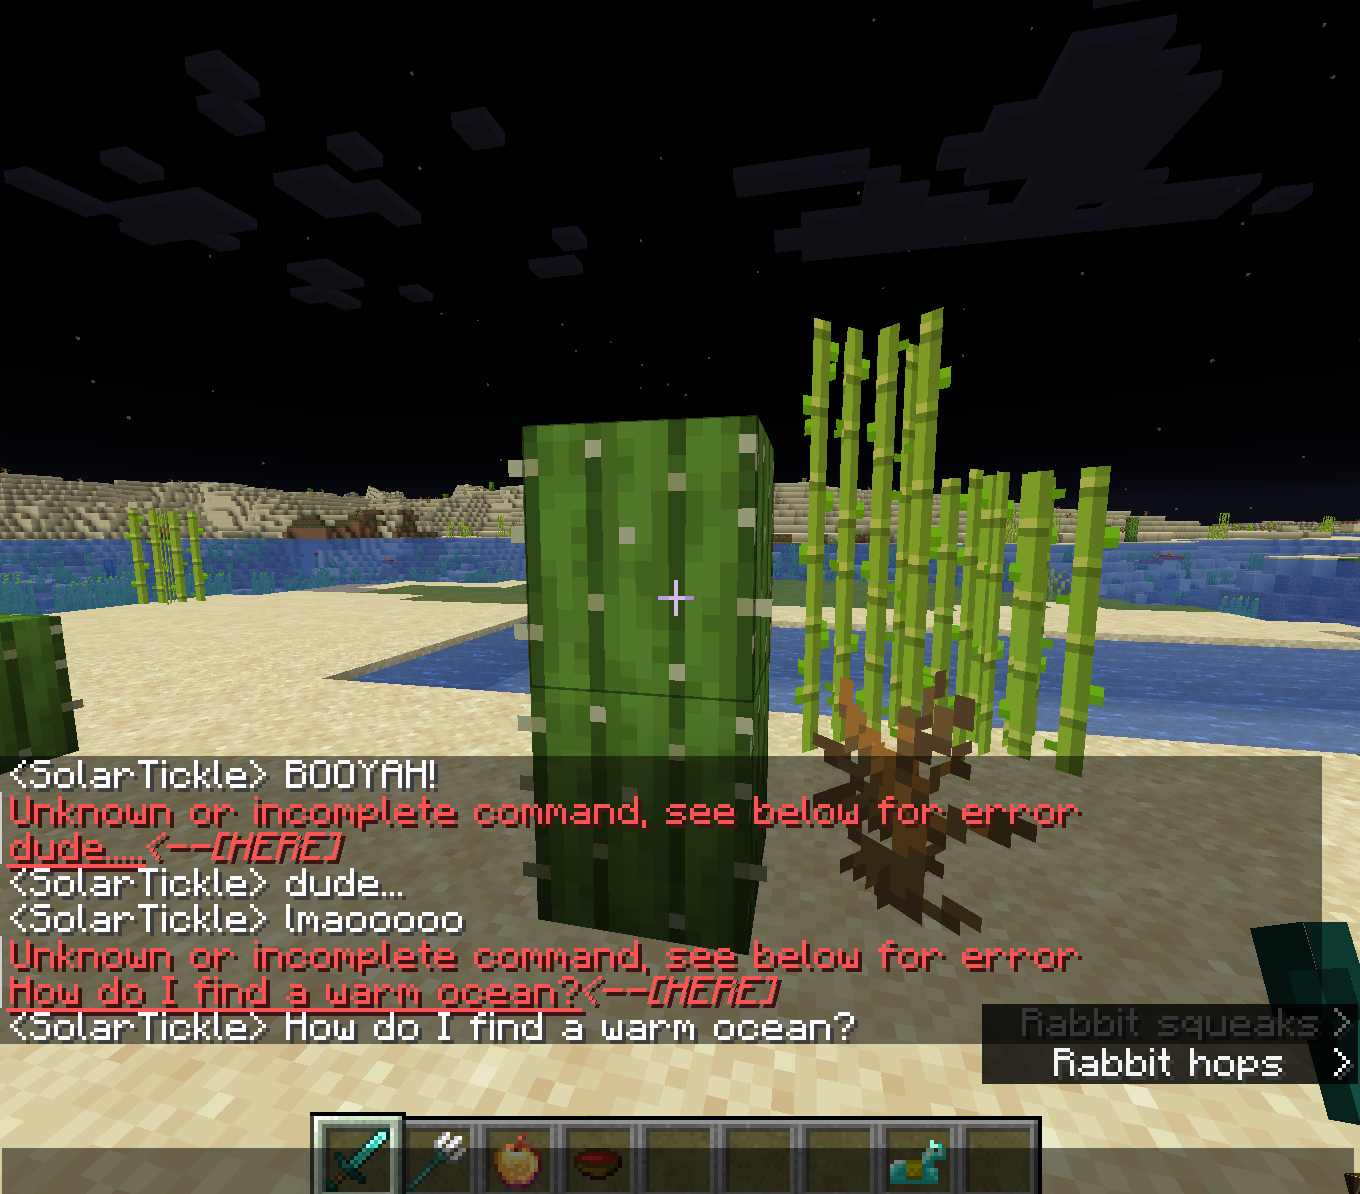 <SolarTickle> BOOYAH!
Unknown or incomplete command, see below for error
dude.....<--[HERE]
<SolarTickle> dude...
<SolarTickle> lmaooooo
Unknown or incomplete command, see below for error
How do I find a warm ocean?<--[HERE]
<SolarTickle> How do I find a warm ocean?
Rabbit squeaks >
Rabbit hops >